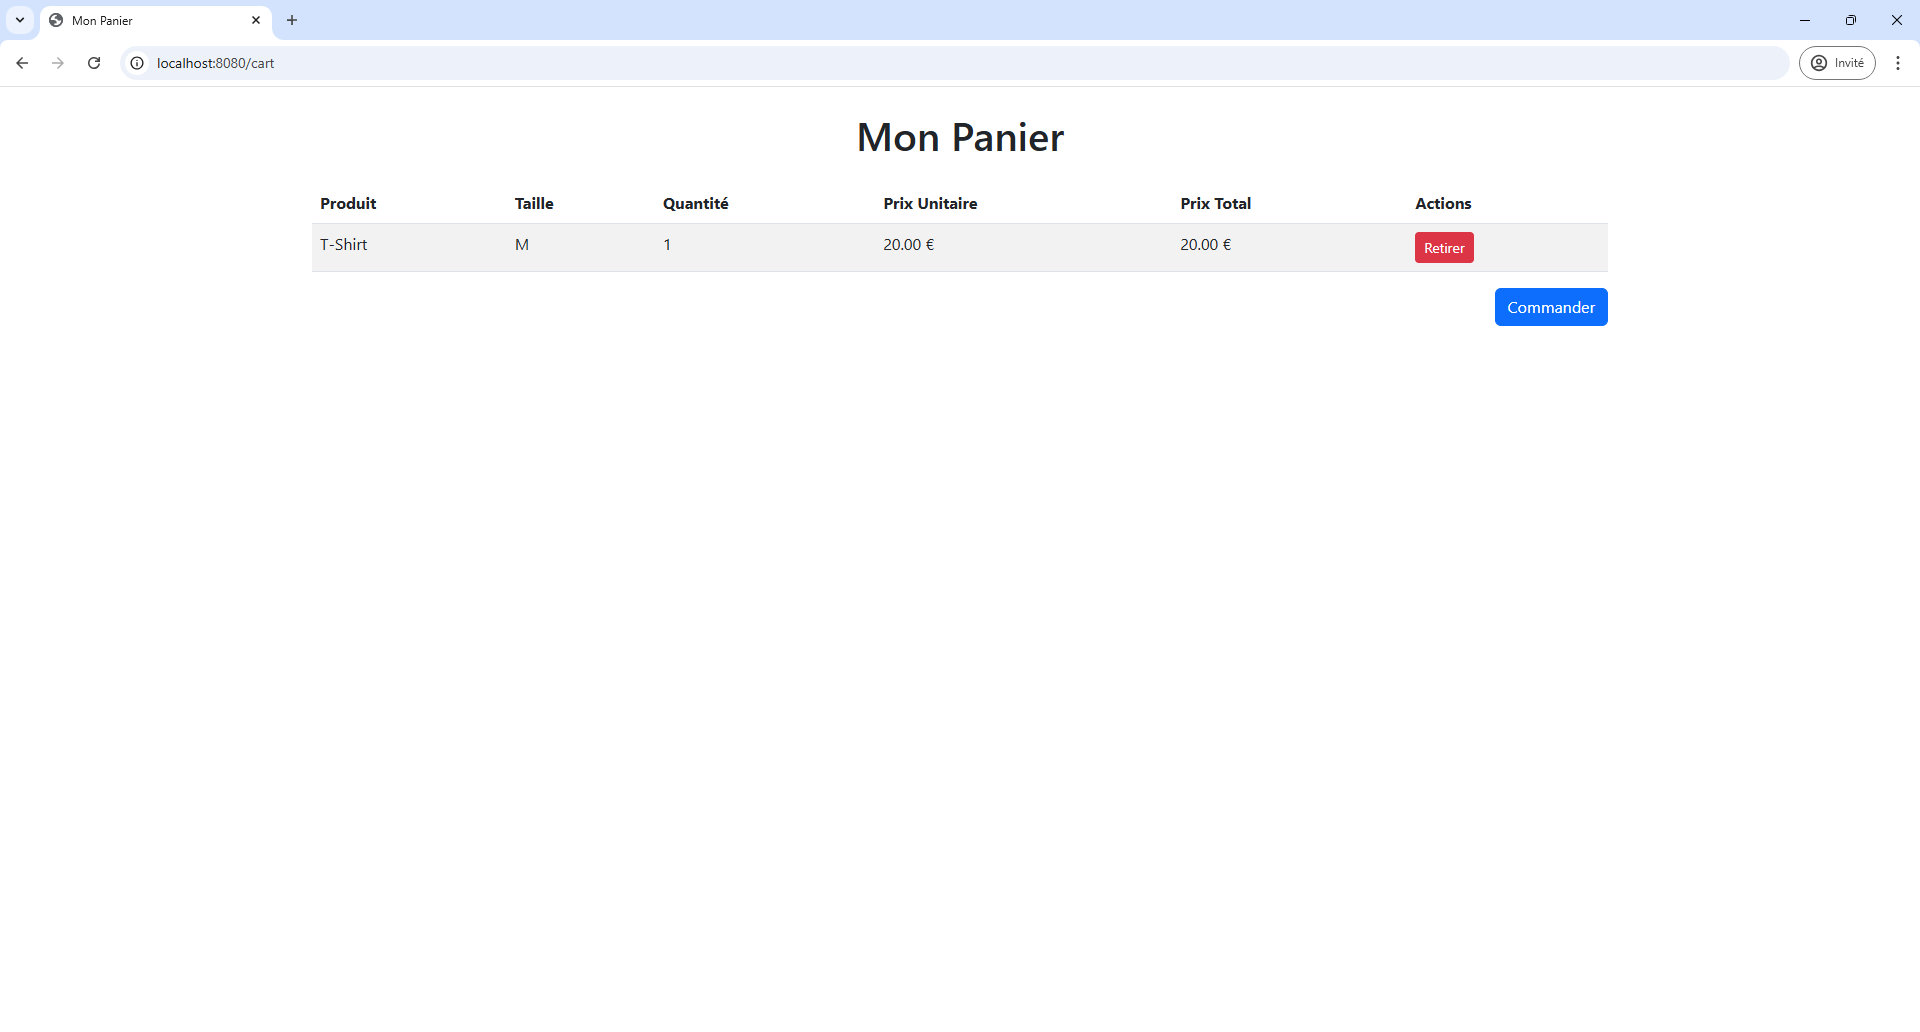 Mon Panier
localhost:8080/cart
Invité
Mon Panier
Produit Taille Quantité Prix Unitaire Prix Total Actions
T-Shirt M 1 20.00 € 20.00 € Retirer
Commander